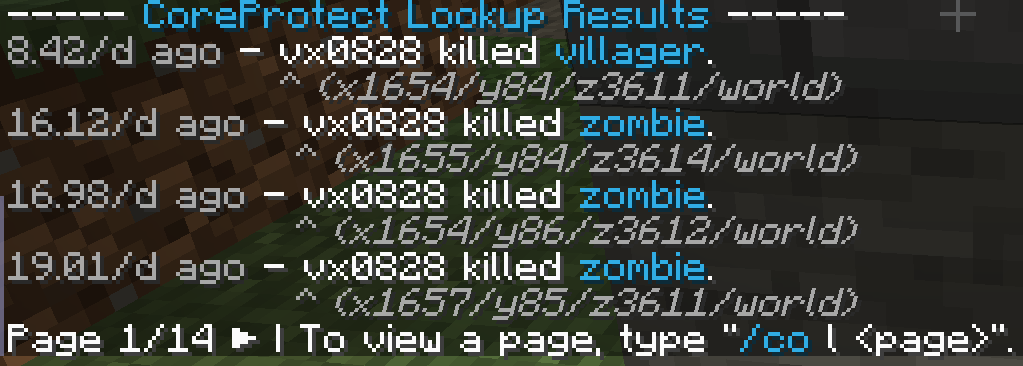 ----- CoreProtect Lookup Results -----
8.42/d ago - vx0828 killed villager.
^ (x1654/y84/z3611/world)
16.12/d ago - vx0828 killed zombie.
^ (x1655/y84/z3614/world)
16.98/d ago - vx0828 killed zombie.
^ (x1654/y86/z3612/world)
19.01/d ago - vx0828 killed zombie.
^ (x1657/y85/z3611/world)
Page 1/14 ► | To view a page, type "/co l <page>".